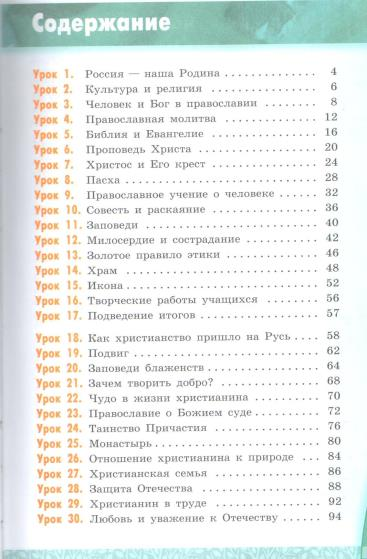 Содержание
Урок 1. Россия — наша Родина . . . . . . . . . . . . . 4
Урок 2. Культура и религия . . . . . . . . . . . . . . . 6
Урок 3. Человек и Бог в православии . . . . . . . . 8
Урок 4. Православная молитва . . . . . . . . . . . . 12
Урок 5. Библия и Евангелие . . . . . . . . . . . . . . 16
Урок 6. Проповедь Христа . . . . . . . . . . . . . . . 20
Урок 7. Христос и Его крест . . . . . . . . . . . . . . 24
Урок 8. Пасха . . . . . . . . . . . . . . . . . . . . . . . 28
Урок 9. Православное учение о человеке . . . . . . 32
Урок 10. Совесть и раскаяние . . . . . . . . . . . . . 36
Урок 11. Заповеди . . . . . . . . . . . . . . . . . . . . 40
Урок 12. Милосердие и сострадание . . . . . . . . . 42
Урок 13. Золотое правило этики . . . . . . . . . . . . 46
Урок 14. Храм . . . . . . . . . . . . . . . . . . . . . . . 48
Урок 15. Икона . . . . . . . . . . . . . . . . . . . . . . 52
Урок 16. Творческие работы учащихся . . . . . . . 56
Урок 17. Подведение итогов . . . . . . . . . . . . . . 57
Урок 18. Как христианство пришло на Русь . . . . 58
Урок 19. Подвиг . . . . . . . . . . . . . . . . . . . . . 62
Урок 20. Заповеди блаженств . . . . . . . . . . . . . 64
Урок 21. Зачем творить добро? . . . . . . . . . . . . . 68
Урок 22. Чудо в жизни христианина . . . . . . . . . 70
Урок 23. Православие о Божием суде . . . . . . . . . 72
Урок 24. Таинство Причастия . . . . . . . . . . . . . 76
Урок 25. Монастырь . . . . . . . . . . . . . . . . . . . 80
Урок 26. Отношение христианина к природе . . . 84
Урок 27. Христианская семья . . . . . . . . . . . . . 86
Урок 28. Защита Отечества . . . . . . . . . . . . . . 88
Урок 29. Христианин в труде . . . . . . . . . . . . . 92
Урок 30. Любовь и уважение к Отечеству . . . . . 94